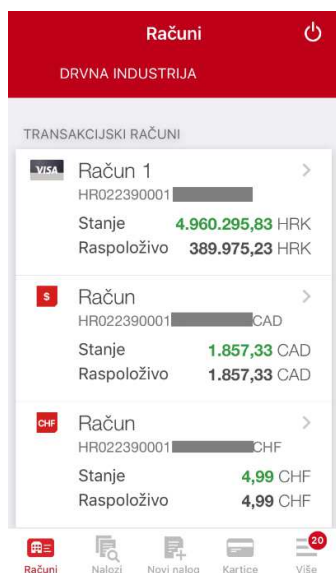 Računi
DRVNA INDUSTRIJA
TRANSAKCIJSKI RAČUNI
VISA Račun 1
HR022390001
Stanje 4.960.295,83 HRK
Raspoloživo 389.975,23 HRK
$ Račun
HR022390001 CAD
Stanje 1.857,33 CAD
Raspoloživo 1.857,33 CAD
CHF Račun
HR022390001 CHF
Stanje 4,99 CHF
Raspoloživo 4,99 CHF
20
Računi Nalozi Novi nalog Kartice Više